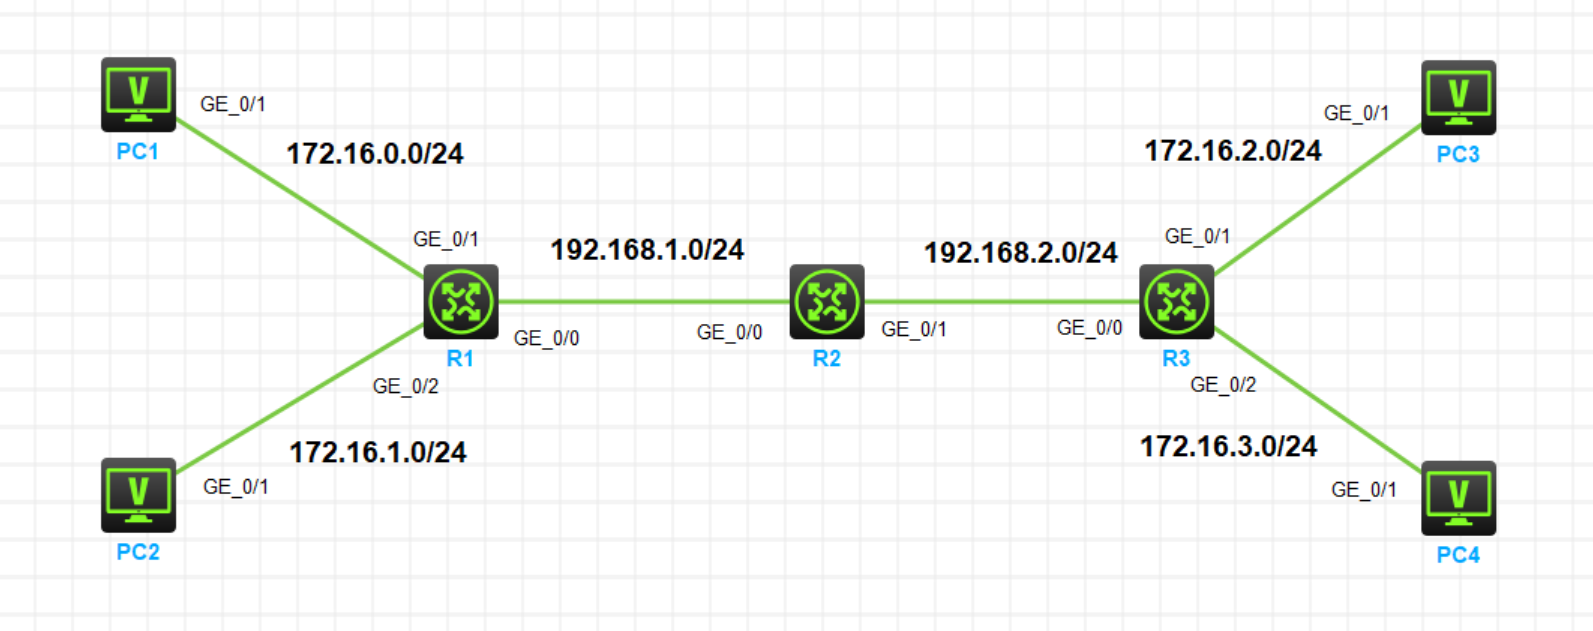 GE_0/1
PC1
172.16.0.0/24
GE_0/1
172.16.2.0/24
PC3
GE_0/1
192.168.1.0/24
192.168.2.0/24
GE_0/1
GE_0/0
GE_0/0
GE_0/1
GE_0/0
R1
R2
R3
GE_0/2
GE_0/2
172.16.1.0/24
172.16.3.0/24
GE_0/1
GE_0/1
PC2
PC4